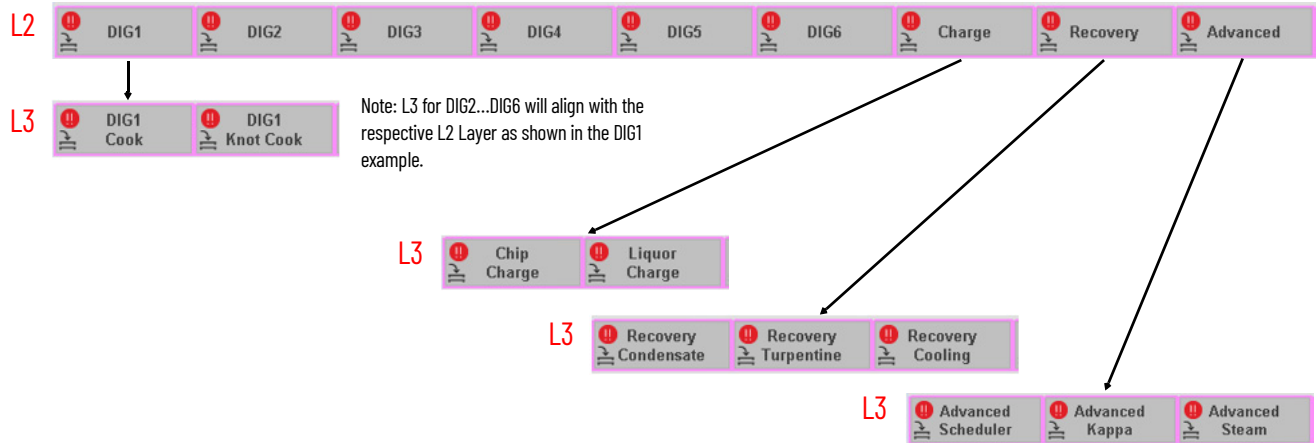 L2
DIG1
DIG2
DIG3
DIG4
DIG5
DIG6
Charge
Recovery
Advanced
L3
DIG1
Cook
DIG1
Knot Cook
Note: L3 for DIG2...DIG6 will align with the
respective L2 Layer as shown in the DIG1
example.
L3
Chip
Charge
Liquor
Charge
L3
Recovery
Condensate
Recovery
Turpentine
Recovery
Cooling
L3
Advanced
Scheduler
Advanced
Kappa
Advanced
Steam